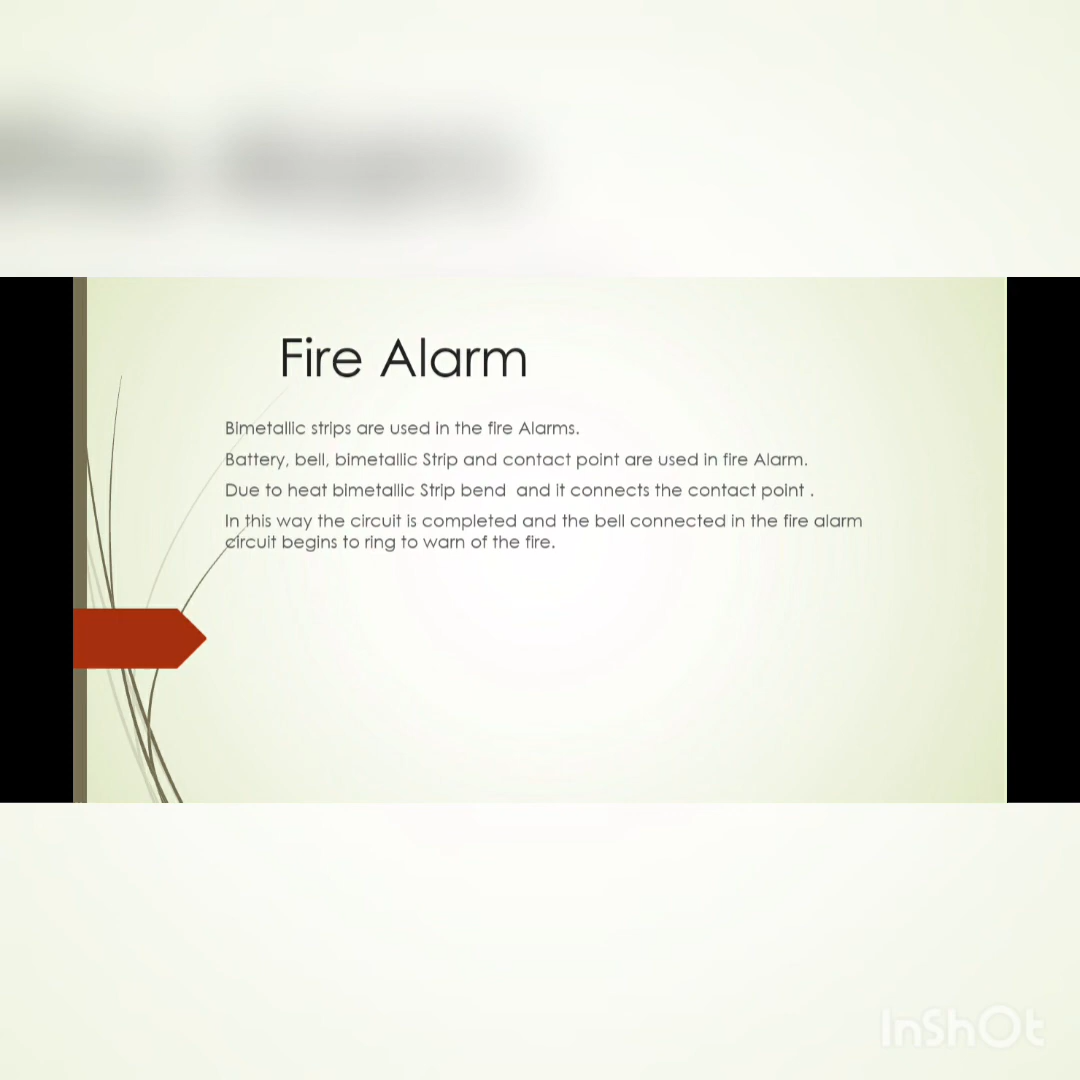 Fire Alarm
Bimetallic strips are used in the fire Alarms.
Battery, bell, bimetallic Strip and contact point are used in fire Alarm.
Due to heat bimetallic Strip bend  and it connects the contact point .
In this way the circuit is completed and the bell connected in the fire alarm
circuit begins to ring to warn of the fire.
InShOt